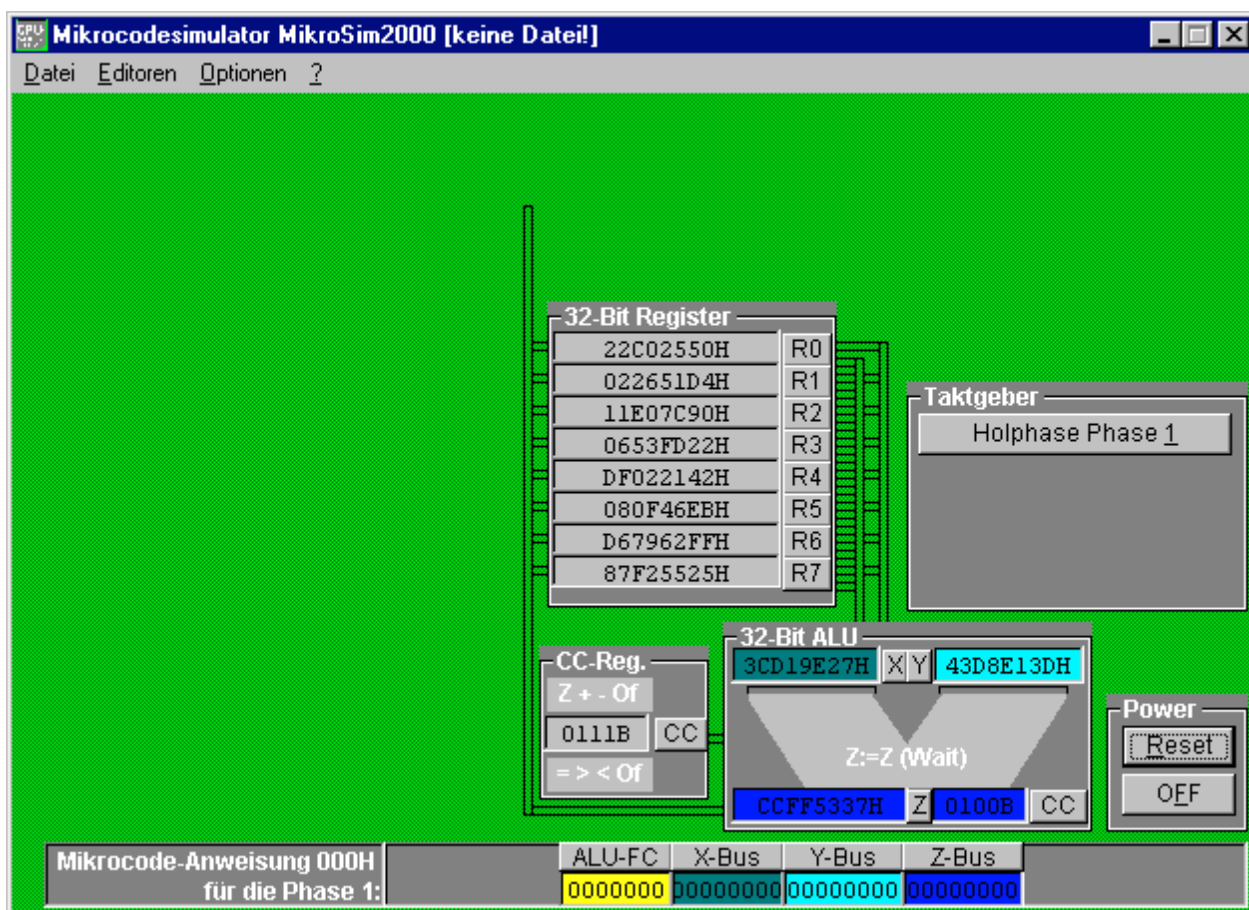 Mikrocodesimulator MikroSim2000 [keine Datei!]
Datei Editoren Optionen ?
32-Bit Register
22C02550H R0
022651D4H R1
11E07C90H R2
0653FD22H R3
DF022142H R4
080F46EBH R5
D67962FFH R6
87F25525H R7
Taktgeber
Holphase Phase 1
CC-Reg.
Z + - Of
0111B CC
= > < Of
32-Bit ALU
3CD19E27H X Y 43D8E13DH
Z:=Z (Wait)
CCFF5337H Z 0100B CC
Power
Reset
OFF
Mikrocode-Anweisung 000H
für die Phase 1:
ALU-FC X-Bus Y-Bus Z-Bus
0000000 00000000 00000000 00000000